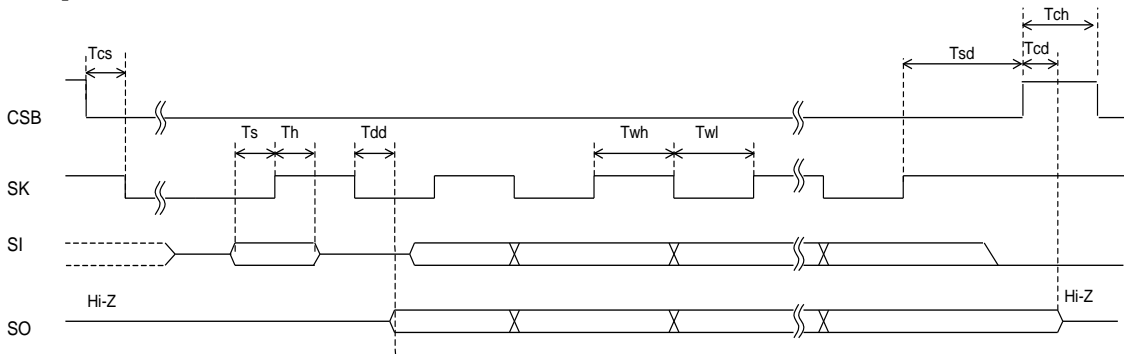 Tch
Tcs
Tsd
Tcd
CSB
Ts
Th
Tdd
Twh
Twl
SK
SI
Hi-Z
Hi-Z
SO